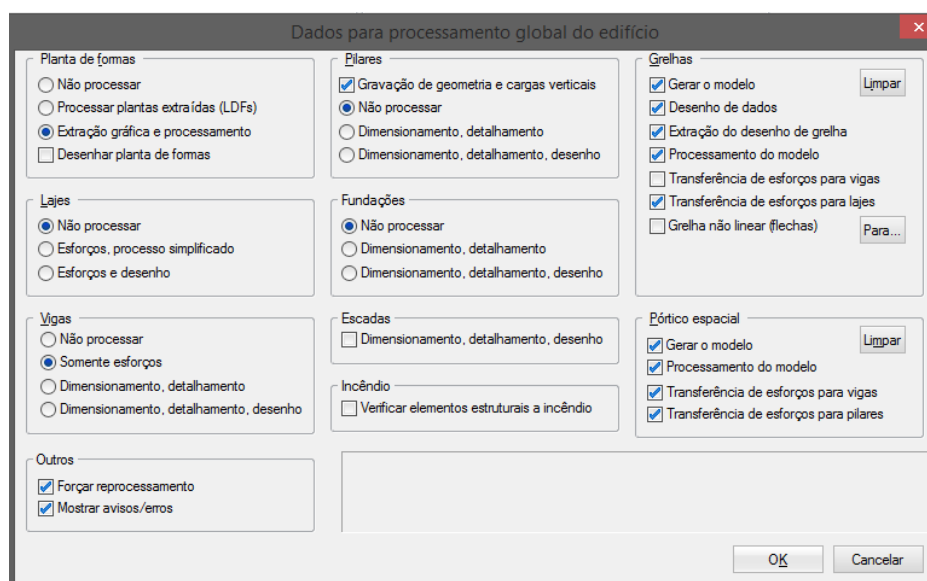 Dados para processamento global do edifício
Planta de formas
Não processar
Processar plantas extraídas (LDFs)
Extração gráfica e processamento
Desenhar planta de formas
Lajes
Não processar
Esforços, processo simplificado
Esforços e desenho
Vigas
Não processar
Somente esforços
Dimensionamento, detalhamento
Dimensionamento, detalhamento, desenho
Outros
Forçar reprocessamento
Mostrar avisos/erros
Pilares
Gravação de geometria e cargas verticais
Não processar
Dimensionamento, detalhamento
Dimensionamento, detalhamento, desenho
Fundações
Não processar
Dimensionamento, detalhamento
Dimensionamento, detalhamento, desenho
Escadas
Dimensionamento, detalhamento, desenho
Incêndio
Verificar elementos estruturais a incêndio
Grelhas
Gerar o modelo
Limpar
Desenho de dados
Extração do desenho de grelha
Processamento do modelo
Transferência de esforços para vigas
Transferência de esforços para lajes
Grelha não linear (flechas)
Para...
Pórtico espacial
Gerar o modelo
Limpar
Processamento do modelo
Transferência de esforços para vigas
Transferência de esforços para pilares
OK
Cancelar